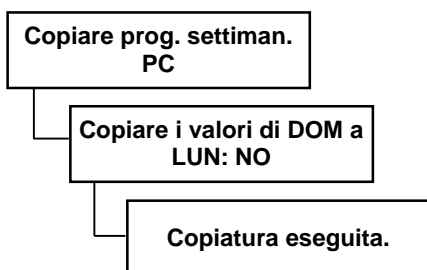 Copiare prog. settiman.
PC
Copiare i valori di DOM a
LUN: NO
Copiatura eseguita.